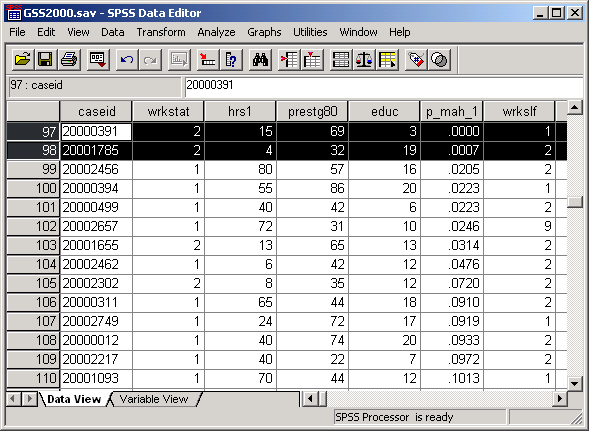 GSS2000.sav - SPSS Data Editor
File Edit View Data Transform Analyze Graphs Utilities Window Help
97 : caseid 20000391
caseid wrkstat hrs1 prestg80 educ p_mah_1 wrkslf
97 20000391 2 15 69 3 .0000 1
98 20001785 2 4 32 19 .0007 2
99 20002456 1 80 57 16 .0205 2
100 20000394 1 55 86 20 .0223 1
101 20000499 1 40 42 6 .0223 2
102 20002657 1 72 31 10 .0246 9
103 20001655 2 13 65 13 .0314 2
104 20002462 1 6 42 12 .0476 2
105 20002302 2 8 35 12 .0720 2
106 20000311 1 65 44 18 .0910 2
107 20002749 1 24 72 17 .0919 1
108 20000012 1 40 74 20 .0933 2
109 20002217 1 40 22 7 .0972 2
110 20001093 1 70 44 12 .1013 1
Data View Variable View
SPSS Processor is ready